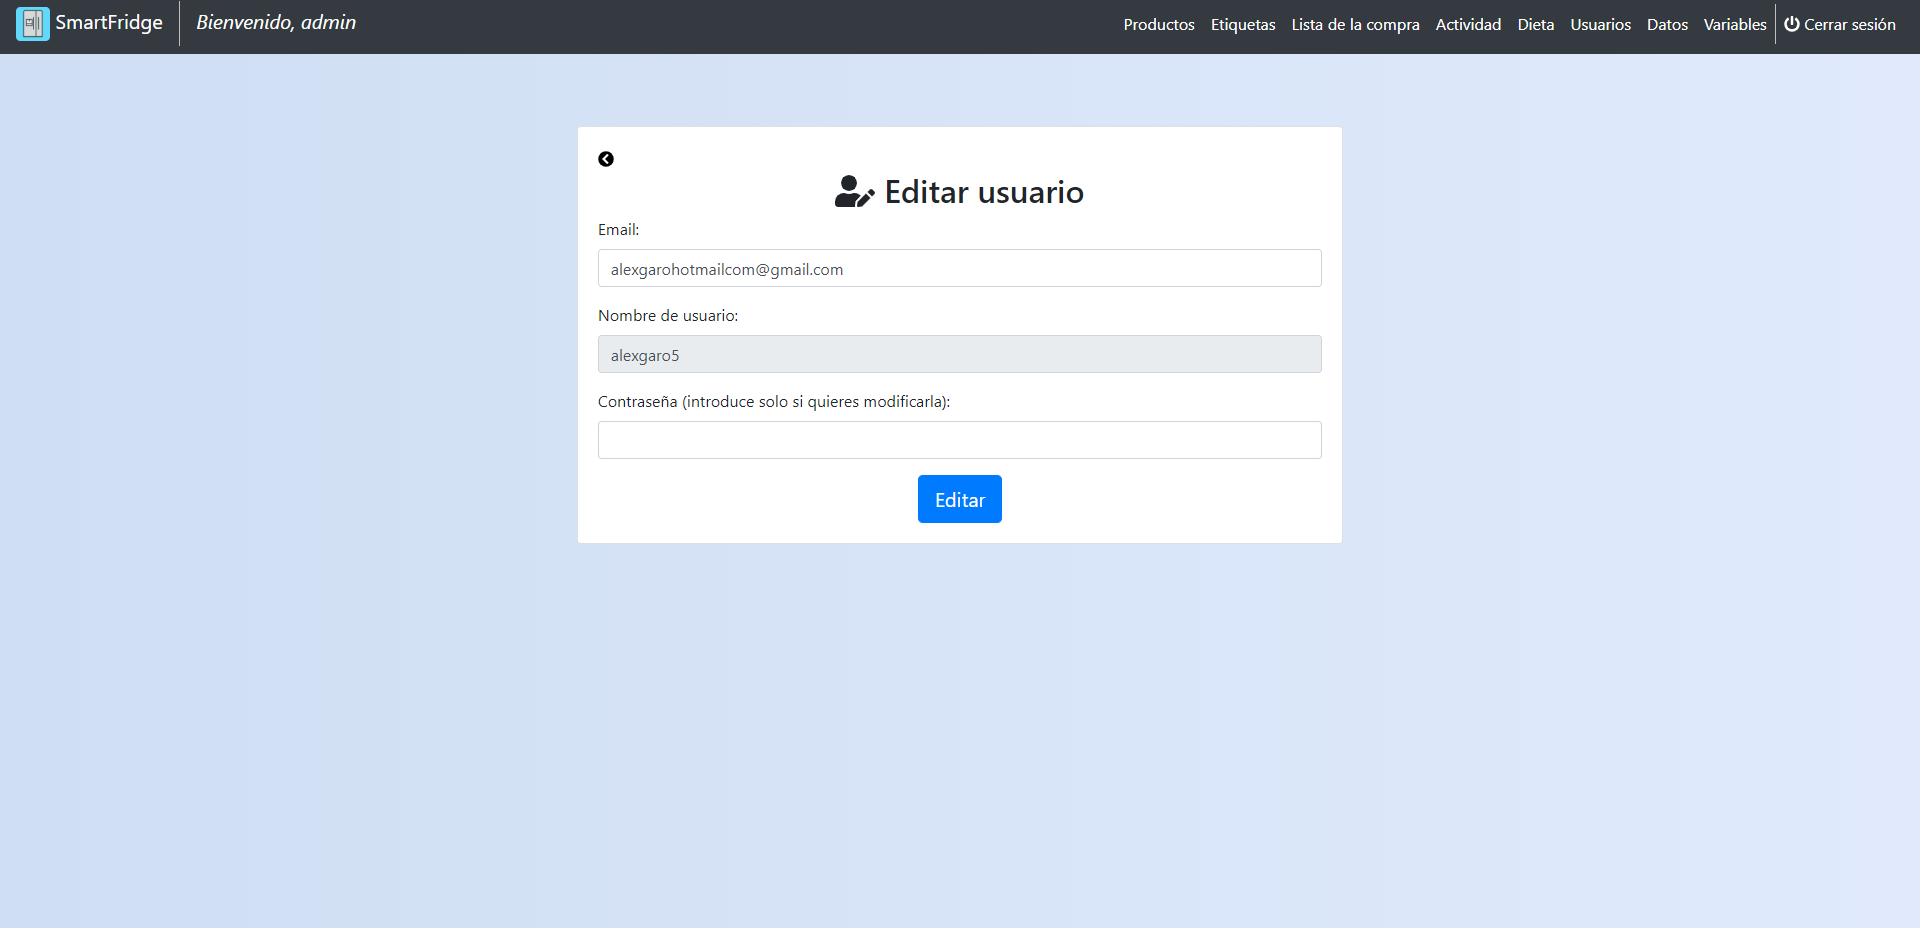 SmartFridge
Bienvenido, admin
Productos Etiquetas Lista de la compra Actividad Dieta Usuarios Datos Variables Cerrar sesión
Editar usuario
Email:
alexgarohotmailcom@gmail.com
Nombre de usuario:
alexgaro5
Contraseña (introduce solo si quieres modificarla):
Editar